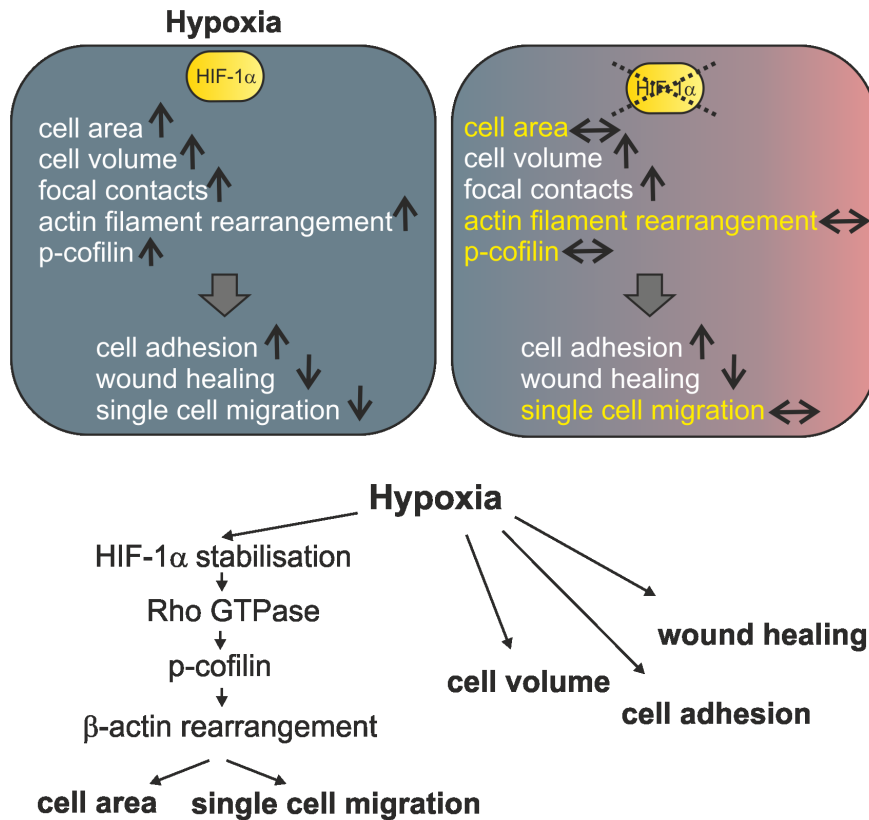 Hypoxia
HIF-1α
cell area
cell volume
focal contacts
actin filament rearrangement
p-cofilin
cell adhesion
wound healing
single cell migration
HIF-1α
cell area
cell volume
focal contacts
actin filament rearrangement
p-cofilin
cell adhesion
wound healing
single cell migration
Hypoxia
HIF-1α stabilisation
Rho GTPase
p-cofilin
β-actin rearrangement
cell area
single cell migration
cell volume
cell adhesion
wound healing